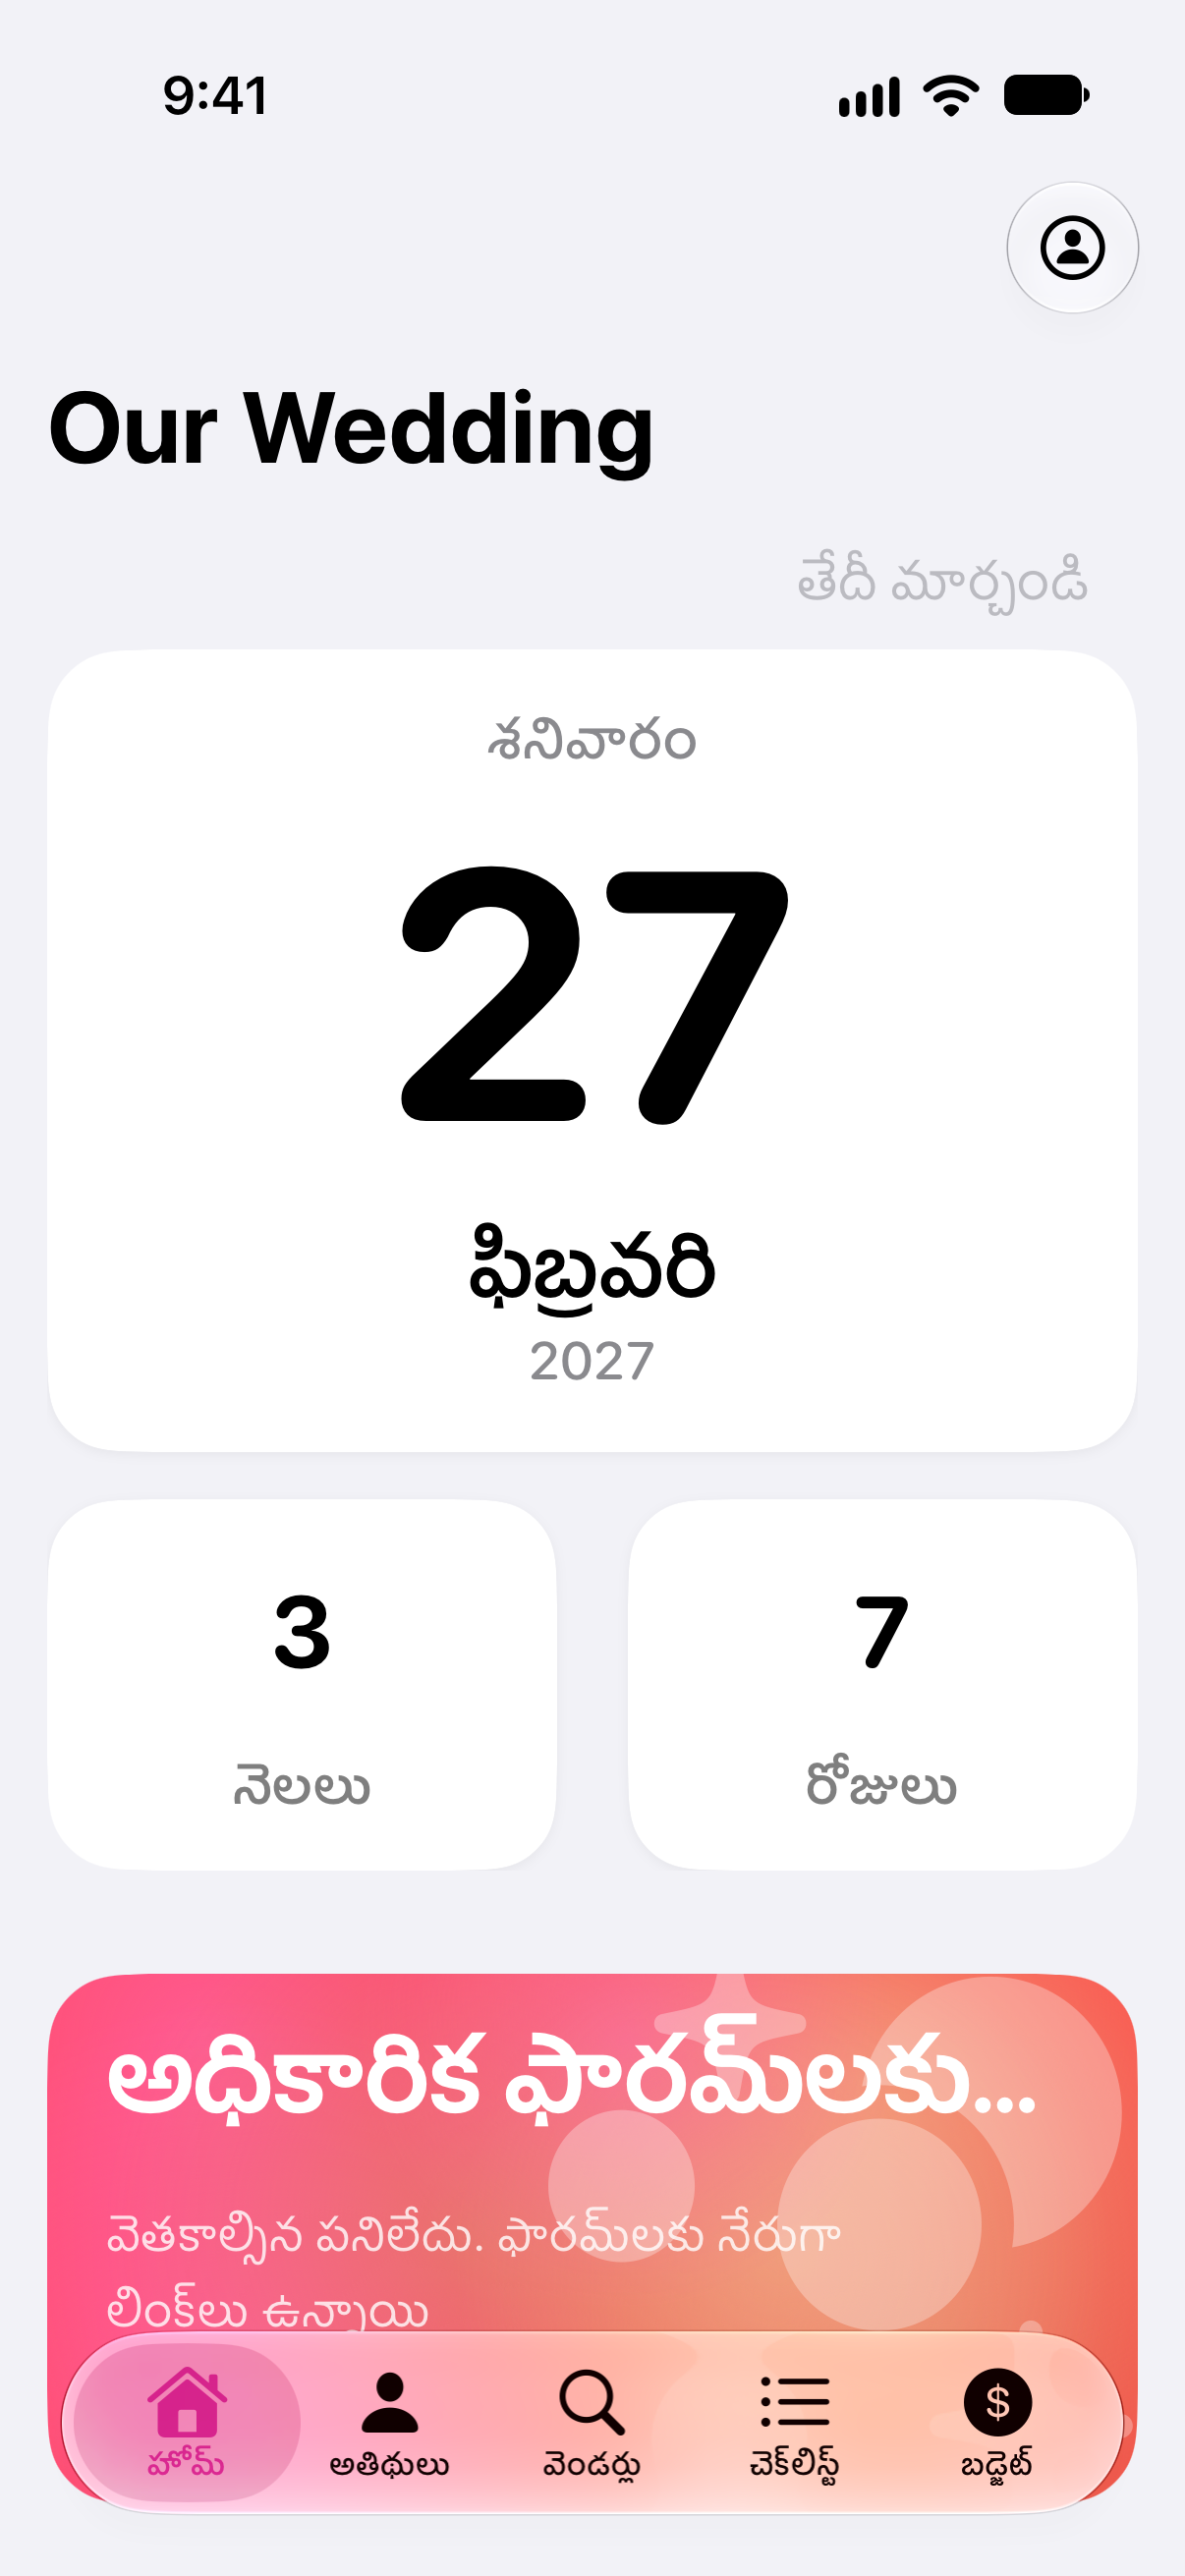 9:41
Our Wedding
తేదీ మార్చండి
శనివారం
27
ఫిబ్రవరి
2027
3
నెలలు
7
రోజులు
అధికారిక ఫారమ్‌లకు...
వెతకాల్సిన పనిలేదు. ఫారమ్‌లకు నేరుగా
లింక్‌లు ఉన్నాయి
హోమ్
అతిథులు
వెండర్లు
చెక్‌లిస్ట్
బడ్జెట్